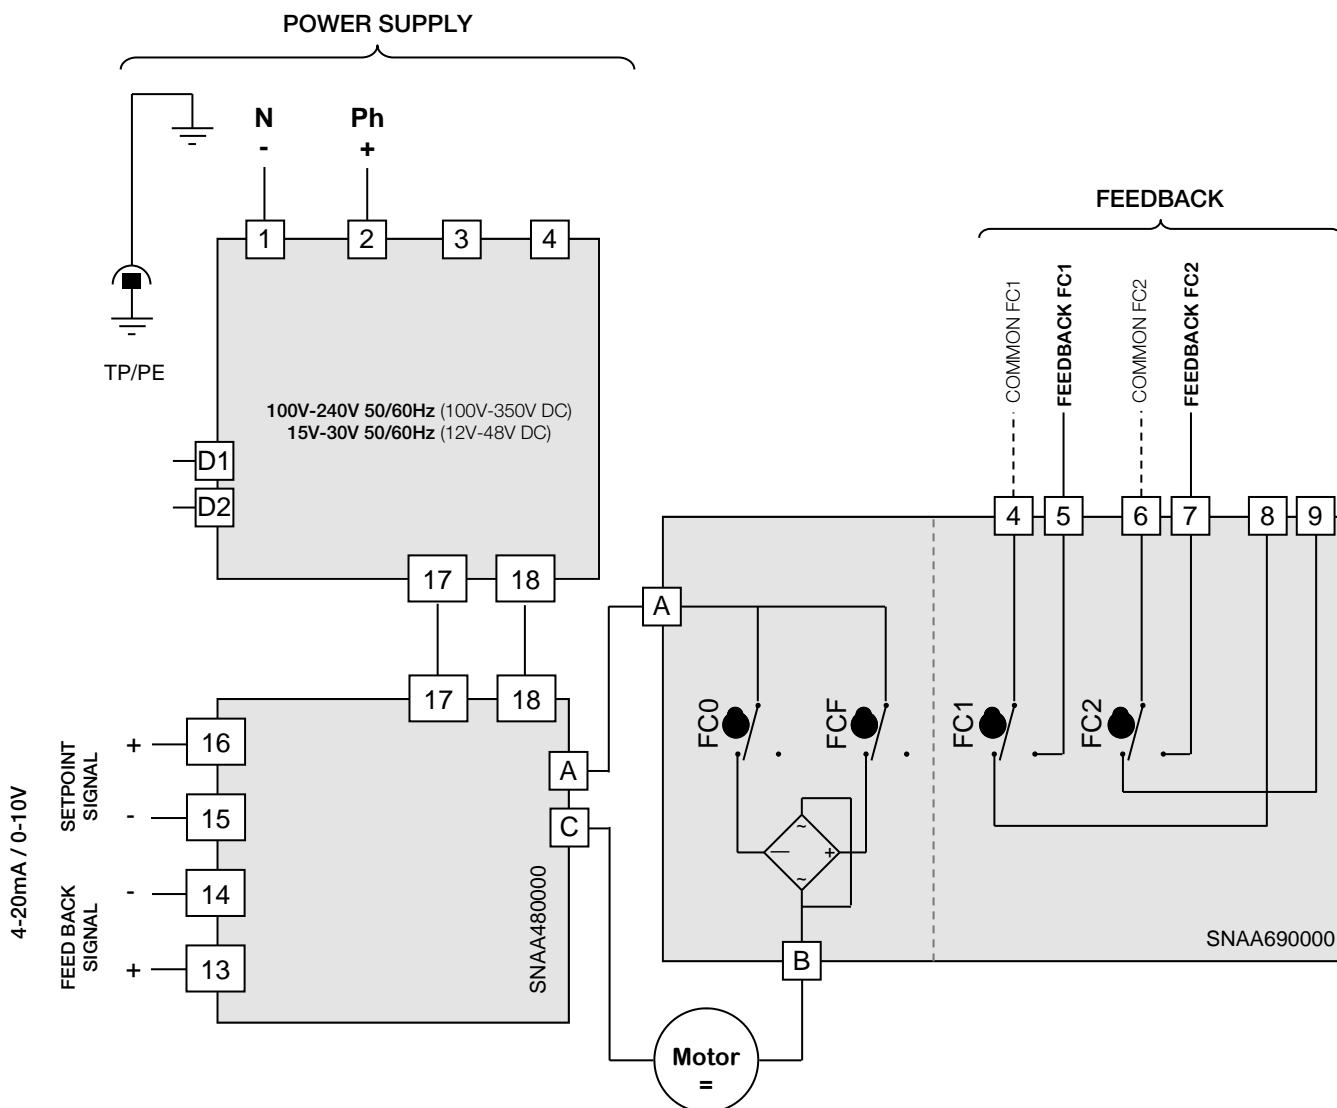 POWER SUPPLY
N
-
Ph
+
1
2
3
4
TP/PE
100V-240V 50/60Hz (100V-350V DC)
15V-30V 50/60Hz (12V-48V DC)
D1
D2
17
18
17
18
4-20mA / 0-10V
SETPOINT
SIGNAL
+
16
-
15
FEED BACK
SIGNAL
-
14
+
13
A
C
SNAA480000
FEEDBACK
COMMON FC1
FEEDBACK FC1
COMMON FC2
FEEDBACK FC2
4
5
6
7
8
9
A
FC0
FCF
FC1
FC2
~
—
+
~
B
SNAA690000
Motor
=